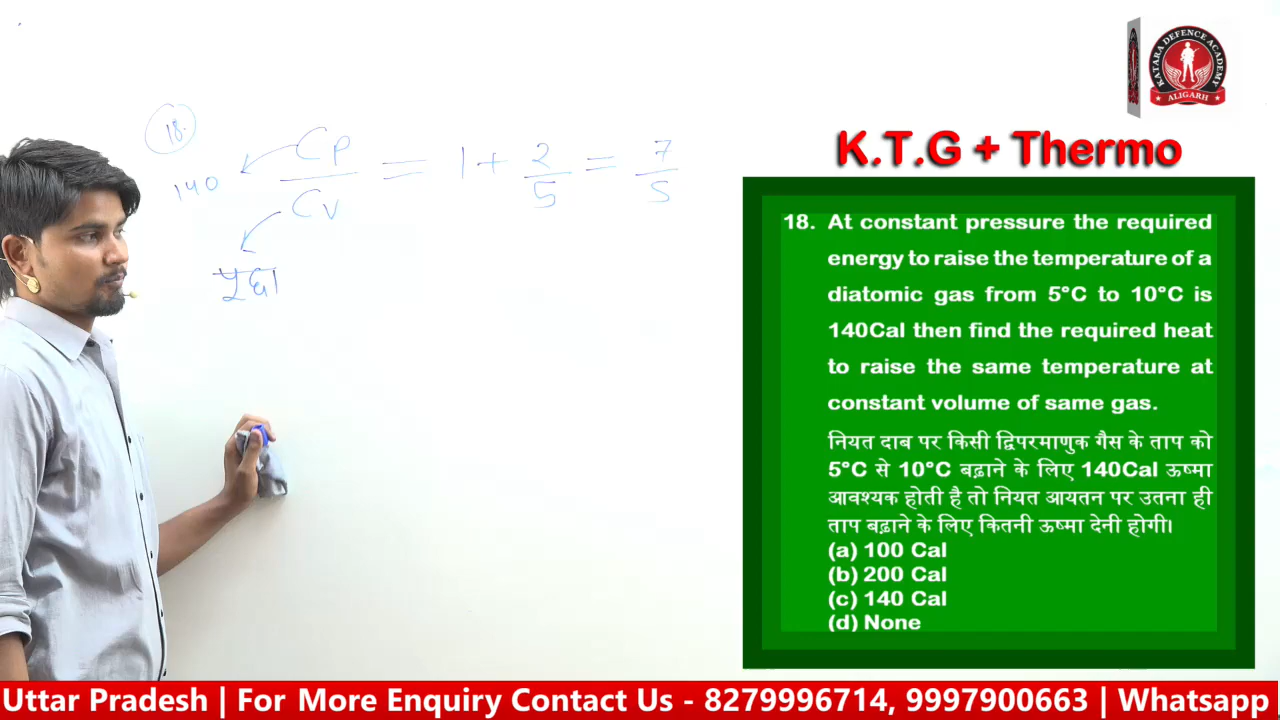 KATARA DEFENCE ACADEMY
ALIGARH
K.T.G + Thermo
18.
Cp
140
Cv
= 1 + 2/5 = 7/5
पूछा
18. At constant pressure the required
energy to raise the temperature of a
diatomic gas from 5°C to 10°C is
140Cal then find the required heat
to raise the same temperature at
constant volume of same gas.
नियत दाब पर किसी द्विपरमाणुक गैस के ताप को
5°C से 10°C बढ़ाने के लिए 140Cal ऊष्मा
आवश्यक होती है तो नियत आयतन पर उतना ही
ताप बढ़ाने के लिए कितनी ऊष्मा देनी होगी।
(a) 100 Cal
(b) 200 Cal
(c) 140 Cal
(d) None
Uttar Pradesh | For More Enquiry Contact Us - 8279996714, 9997900663 | Whatsapp